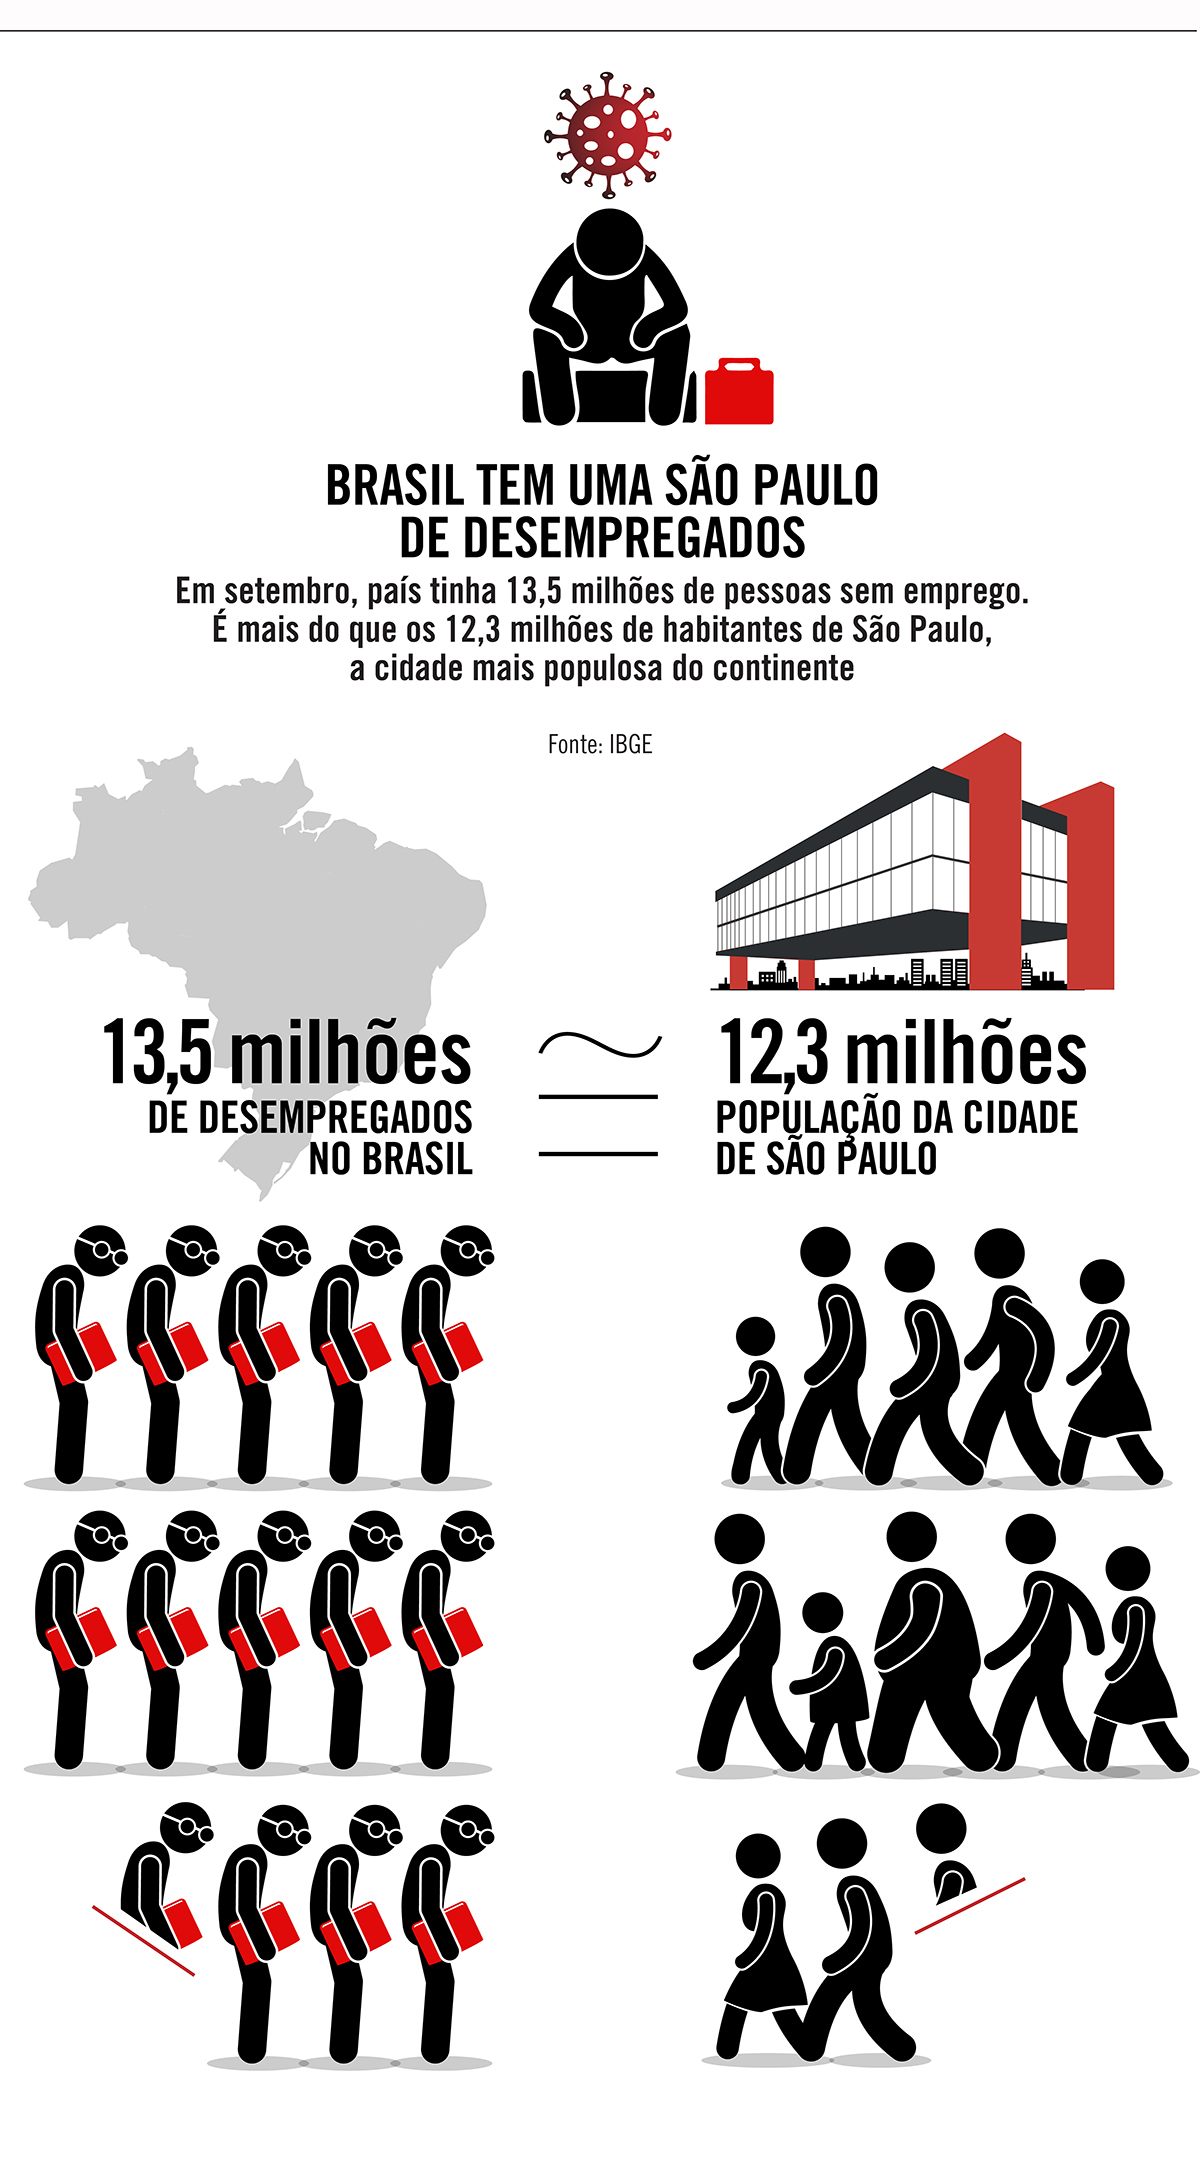 BRASIL TEM UMA SÃO PAULO
DE DESEMPREGADOS
Em setembro, país tinha 13,5 milhões de pessoas sem emprego.
É mais do que os 12,3 milhões de habitantes de São Paulo,
a cidade mais populosa do continente
Fonte: IBGE
13,5 milhões
DE DESEMPREGADOS
NO BRASIL
12,3 milhões
POPULAÇÃO DA CIDADE
DE SÃO PAULO